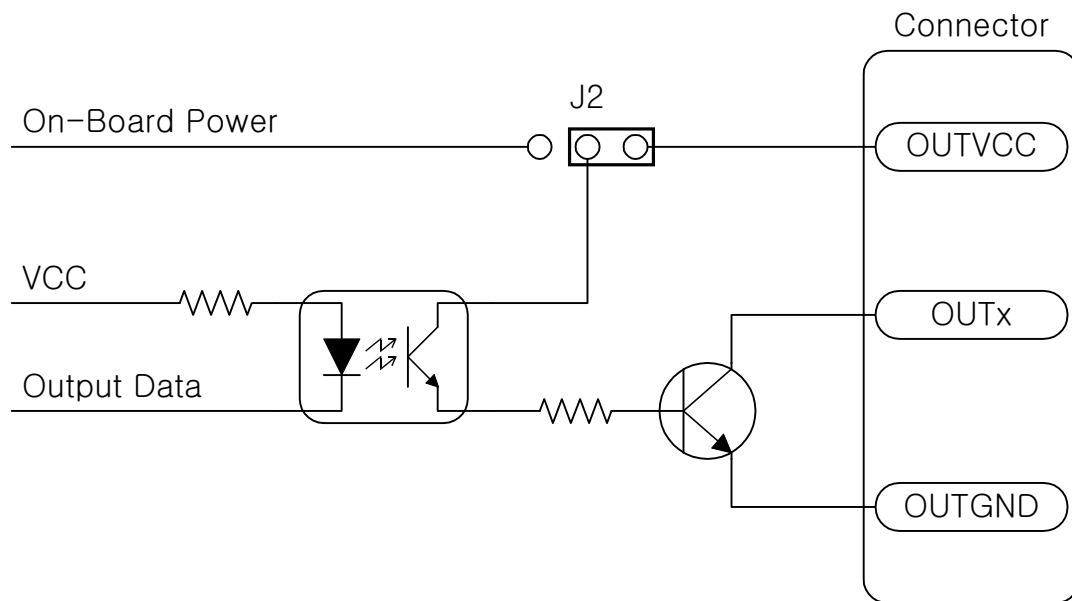 Connector
J2
On-Board Power
OUTVCC
VCC
OUTx
Output Data
OUTGND